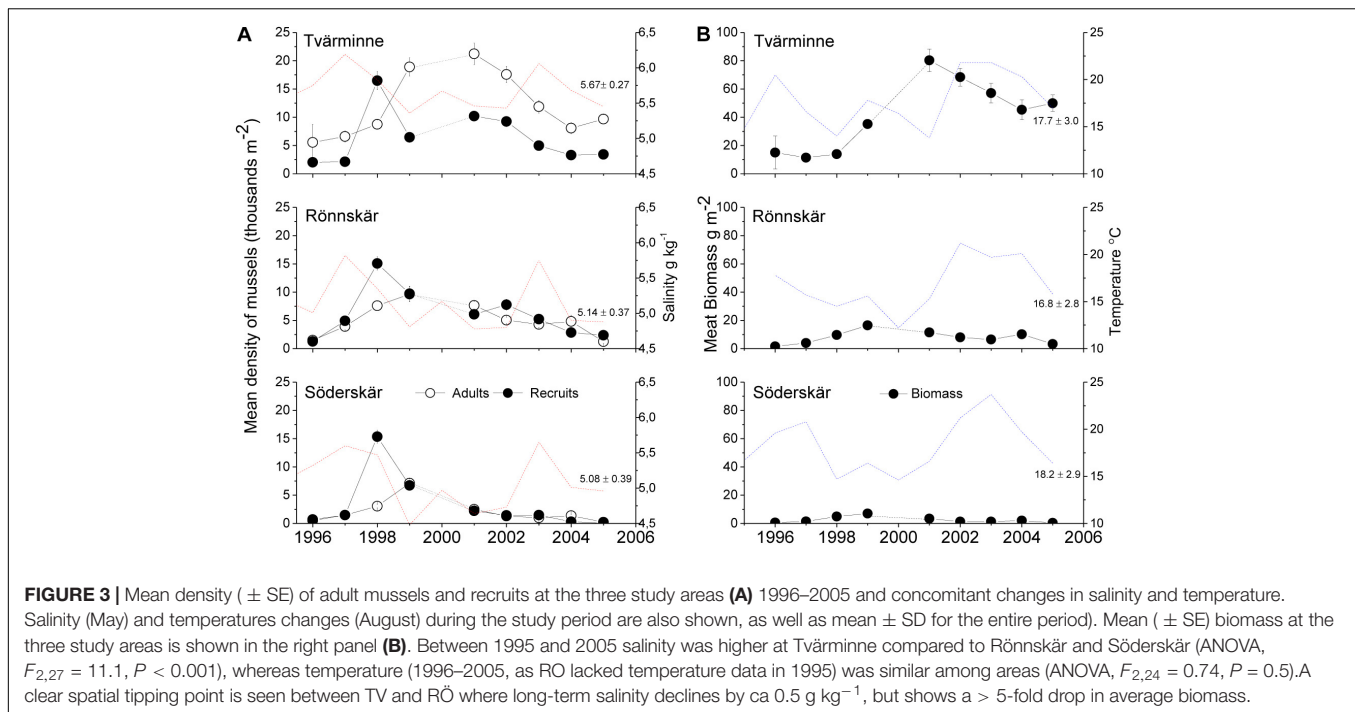 A
Tvärminne
25
20
15
10
5
0
6,5
6,0
5,5
5,0
4,5
5.67± 0.27
Rönnskär
25
20
15
10
5
0
6,5
6,0
5,5
5,0
4,5
5.14 ± 0.37
Söderskär
Adults
Recruits
25
20
15
10
5
0
6,5
6,0
5,5
5,0
4,5
5.08 ± 0.39
1996 1998 2000 2002 2004 2006
Mean density of mussels (thousands m-2)
Salinity g kg-1
B
Tvärminne
100
80
60
40
20
0
25
20
15
10
17.7 ± 3.0
Rönnskär
100
80
60
40
20
0
25
20
15
10
16.8 ± 2.8
Söderskär
Biomass
100
80
60
40
20
0
25
20
15
10
18.2 ± 2.9
1996 1998 2000 2002 2004 2006
Meat Biomass g m-2
Temperature °C
FIGURE 3 | Mean density ( ± SE) of adult mussels and recruits at the three study areas (A) 1996–2005 and concomitant changes in salinity and temperature.
Salinity (May) and temperatures changes (August) during the study period are also shown, as well as mean ± SD for the entire period). Mean ( ± SE) biomass at the
three study areas is shown in the right panel (B). Between 1995 and 2005 salinity was higher at Tvärminne compared to Rönnskär and Söderskär (ANOVA,
F2,27 = 11.1, P < 0.001), whereas temperature (1996–2005, as RO lacked temperature data in 1995) was similar among areas (ANOVA, F2,24 = 0.74, P = 0.5).A
clear spatial tipping point is seen between TV and RÖ where long-term salinity declines by ca 0.5 g kg−1, but shows a > 5-fold drop in average biomass.